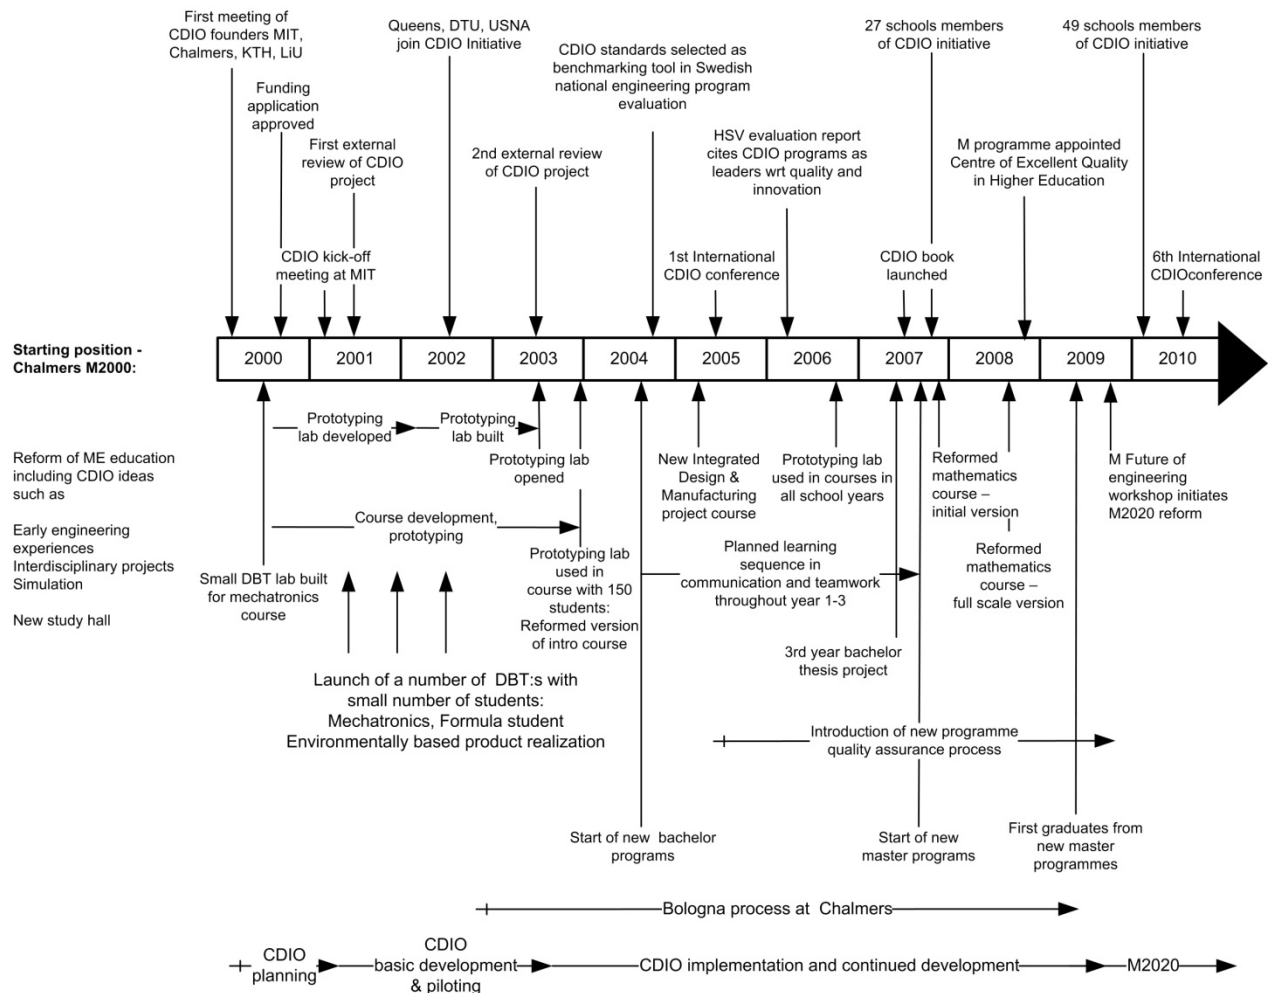 First meeting of
CDIO founders MIT,
Chalmers, KTH, LiU
Funding
application
approved
First external
review of CDIO
project
CDIO kick-off
meeting at MIT
Queens, DTU, USNA
join CDIO Initiative
2nd external review
of CDIO project
CDIO standards selected as
benchmarking tool in Swedish
national engineering program
evaluation
1st International
CDIO conference
HSV evaluation report
cites CDIO programs as
leaders wrt quality and
innovation
27 schools members
of CDIO initiative
CDIO book
launched
M programme appointed
Centre of Excellent Quality
in Higher Education
49 schools members
of CDIO initiative
6th International
CDIOconference
Starting position -
Chalmers M2000:
2000 2001 2002 2003 2004 2005 2006 2007 2008 2009 2010
Reform of ME education
including CDIO ideas
such as
Early engineering
experiences
Interdisciplinary projects
Simulation
New study hall
Prototyping
lab developed
Prototyping
lab built
Prototyping lab
opened
Course development,
prototyping
Small DBT lab built
for mechatronics
course
Prototyping lab
used in
course with 150
students:
Reformed version
of intro course
Launch of a number of DBT:s with
small number of students:
Mechatronics, Formula student
Environmentally based product realization
New Integrated
Design &
Manufacturing
project course
Prototyping lab
used in courses in
all school years
Reformed
mathematics
course –
initial version
M Future of
engineering
workshop initiates
M2020 reform
Planned learning
sequence in
communication and teamwork
throughout year 1-3
Reformed
mathematics
course –
full scale version
3rd year bachelor
thesis project
Introduction of new programme
quality assurance process
Start of new bachelor
programs
Start of new
master programs
First graduates from
new master
programmes
Bologna process at Chalmers
CDIO
planning
CDIO
basic development
& piloting
CDIO implementation and continued development
M2020